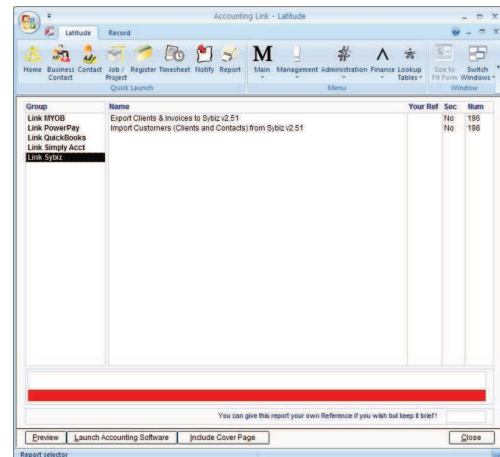 Accounting Link - Latitude
Latitude Record
Home Business Contact Contact Job / Project Register Timesheet Notify Report Main Management Administration Finance Lookup Tables Size to Fit Form Switch Windows
Quick Launch Menu Window
Group Name Your Ref Sec Num
Link MYOB Export Clients & Invoices to Sybiz v2.51 No 196
Link PowerPay Import Customers (Clients and Contacts) from Sybiz v2.51 No 198
Link QuickBooks
Link Simply Acct
Link Sybiz
You can give this report your own Reference if you wish but keep it brief!
Preview Launch Accounting Software Include Cover Page Close
Report selector